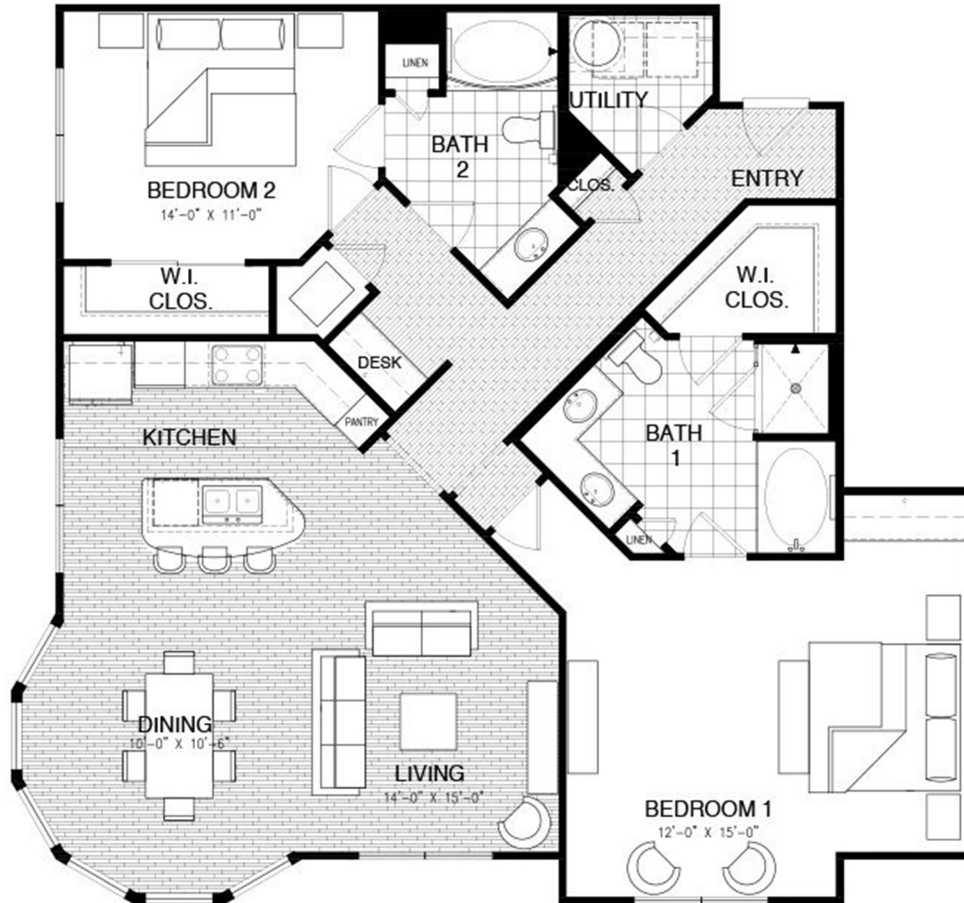 LINEN
UTILITY
BATH
2
BEDROOM 2
14'-0" X 11'-0"
CLOS.
ENTRY
W.I.
CLOS.
W.I.
CLOS.
DESK
PANTRY
KITCHEN
BATH
1
LINEN
DINING
10'-0" X 10'-6"
LIVING
14'-0" X 15'-0"
BEDROOM 1
12'-0" X 15'-0"